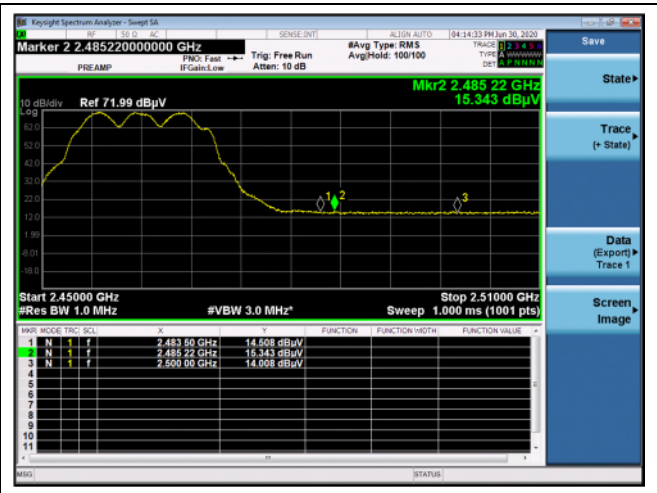 Keysight Spectrum Analyzer - Swept SA
RF 50 Ω AC SENSE:INT ALIGN AUTO 04:14:33 PM Jun 30, 2020
Marker 2 2.485220000000 GHz
PREAMP
PNO: Fast
IFGain:Low
Trig: Free Run
Atten: 10 dB
#Avg Type: RMS
Avg|Hold: 100/100
TRACE 1 2 3 4 5 6
TYPE A WWWWW
DET A P N N N N
Save
State
Trace
(+ State)
Data
(Export)
Trace 1
Screen
Image
Mkr2 2.485 22 GHz
15.343 dBµV
10 dB/div Ref 71.99 dBµV
Log
62.0
52.0
42.0
32.0
22.0
12.0
1.99
-8.01
-18.0
1
2
3
Start 2.45000 GHz Stop 2.51000 GHz
#Res BW 1.0 MHz #VBW 3.0 MHz* Sweep 1.000 ms (1001 pts)
MKR MODE TRC SCL X Y FUNCTION FUNCTION WIDTH FUNCTION VALUE
1 N 1 f 2.483 50 GHz 14.508 dBµV
2 N 1 f 2.485 22 GHz 15.343 dBµV
3 N 1 f 2.500 00 GHz 14.008 dBµV
4
5
6
7
8
9
10
11
MSG STATUS